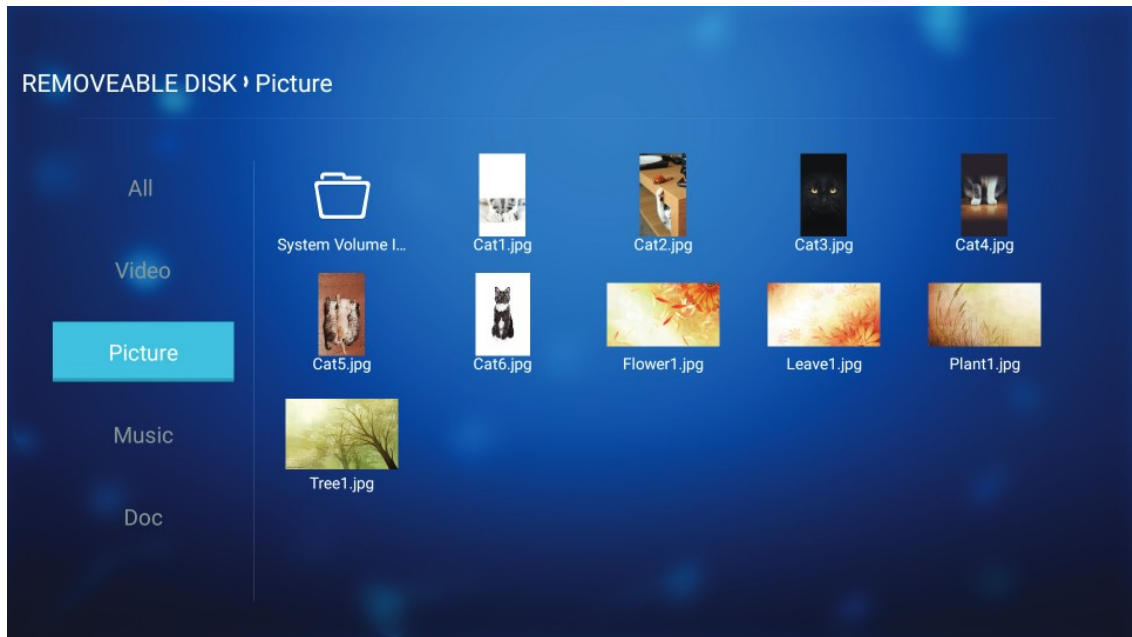 REMOVEABLE DISK › Picture
All
Video
Picture
Music
Doc
System Volume I...
Cat1.jpg
Cat2.jpg
Cat3.jpg
Cat4.jpg
Cat5.jpg
Cat6.jpg
Flower1.jpg
Leave1.jpg
Plant1.jpg
Tree1.jpg